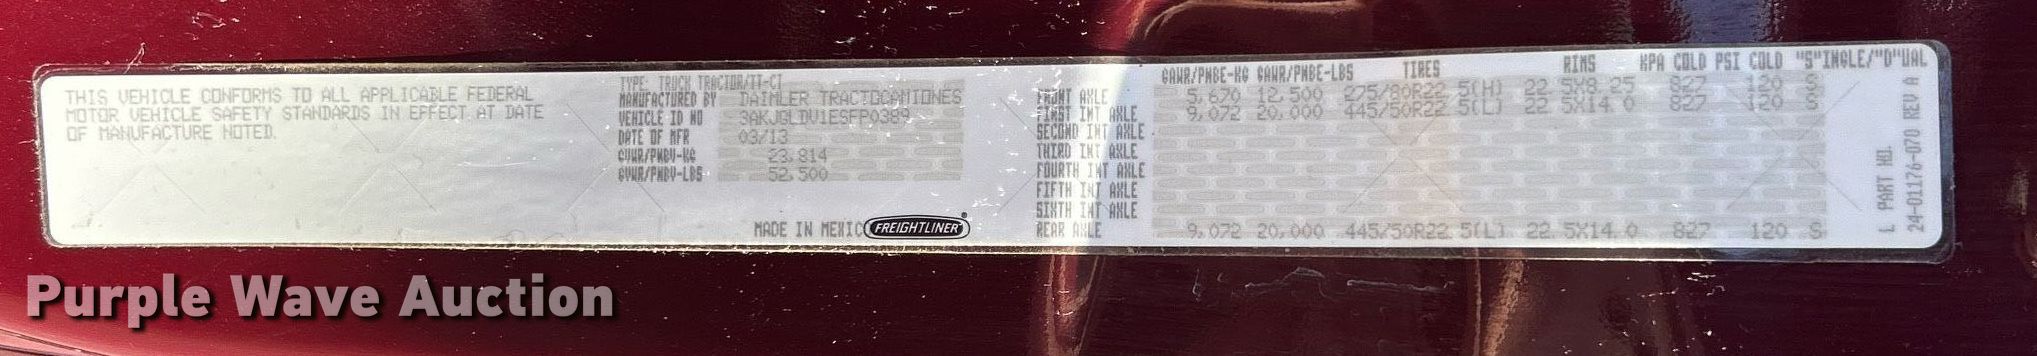 THIS VEHICLE CONFORMS TO ALL APPLICABLE FEDERAL
MOTOR VEHICLE SAFETY STANDARDS IN EFFECT AT DATE
OF MANUFACTURE NOTED.
TYPE: TRUCK TRACTOR/TT-CT
MANUFACTURED BY DAIMLER TRACTOCAMIONES
VEHICLE ID NO 3AKJGLDV1ESFP0389
DATE OF MFR 03/13
GVWR/PMBV-KG 23,814
GVWR/PMBV-LBS 52,500
MADE IN MEXICO
FREIGHTLINER®
GAWR/PMBE-KG GAWR/PMBE-LBS TIRES RIMS KPA COLD PSI COLD "S"INGLE/"D"UAL
FRONT AXLE 5,670 12,500 275/80R22.5(H) 22.5X8.25 827 120 S
FIRST INT AXLE 9,072 20,000 445/50R22.5(L) 22.5X14.0 827 120 S
SECOND INT AXLE
THIRD INT AXLE
FOURTH INT AXLE
FIFTH INT AXLE
SIXTH INT AXLE
REAR AXLE 9,072 20,000 445/50R22.5(L) 22.5X14.0 827 120 S
L PART NO.
24-01176-070 REV A
Purple Wave Auction